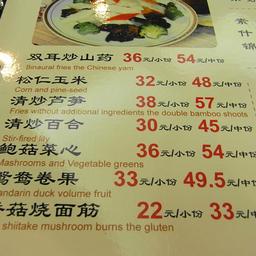 素
什
锦
双耳炒山药 36元/小份 54元/中份
Binaural fries the Chinese yam
松仁玉米 32元/小份 48元/中份
Corn and pine-seed
清炒芦笋 38元/小份 57元/中份
Fries without additional ingredients the double bamboo shoots
清炒百合 30元/小份 45元/中份
Stir-fired lily
鲍菇菜心 36元/小份 54元/中份
Mashrooms and Vegetable greens
鸳鸯卷果 33元/小份 49.5元/中份
andarin duck volume fruit
香菇烧面筋 22元/小份 33元/中份
shiitake mushroom burns the gluten